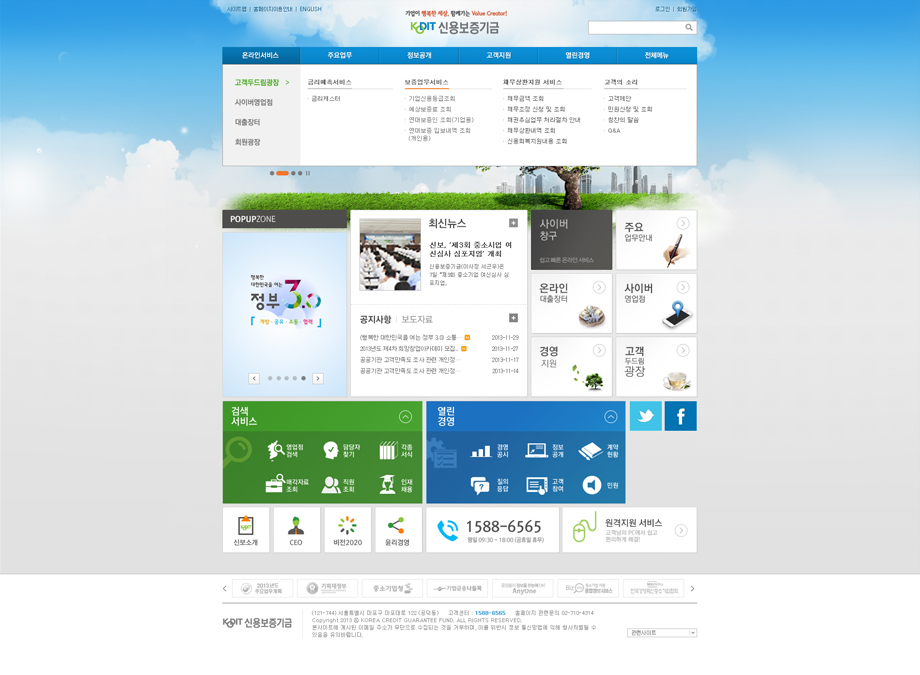 사이트맵 | 홈페이지이용안내 | ENGLISH
기업이 행복한 세상, 함께가는 Value Creator!
로그인 | 회원가입
KODIT 신용보증기금
온라인서비스 주요업무 정보공개 고객지원 열린경영 전체메뉴
고객두드림광장 >
사이버영업점
대출장터
회원광장
금리예측서비스
금리캐스터
보증업무서비스
기업신용등급조회
예상보증료 조회
연대보증인 조회(기업용)
연대보증 입보내역 조회
(개인용)
채무상환지원 서비스
채무금액 조회
채무조정 신청 및 조회
채권추심업무 처리절차 안내
채무상환내역 조회
신용회복지원내용 조회
고객의 소리
고객제안
민원신청 및 조회
칭찬의 말씀
Q&A
POPUPZONE
행복한
대한민국을 여는
정부 3.0
개방·공유·소통·협력
최신뉴스
신보, '제3회 중소시업 여
신심사 심포지엄' 개최
신용보증기금(이사장 서근우)은
7일 "제3회 중소기업 여신심사 심
포지엄,
공지사항 | 보도자료
(행복한 대한민국을 여는 정부 3.0) 소통… 2013-11-29
2013년도 제4차 희망창업아카데미 모집.. 2013-11-27
공공기관 고객만족도 조사 관련 개인정… 2013-11-17
공공기관 고객만족도 조사 관련 개인정… 2013-11-14
사이버
창구
쉽고 빠른 온라인 서비스
주요
업무안내
온라인
대출장터
사이버
영업점
경영
지원
고객
두드림
광장
검색
서비스
영업점
검색
담당자
찾기
각종
서식
매각자료
조회
직원
조회
인재
채용
열린
경영
경영
공시
정보
공개
계약
현황
질의
응답
고객
참여
민원
신보소개
CEO
비전2020
윤리경영
1588-6565
평일 09:30 ~ 18:00 (공휴일 휴무)
원격지원 서비스
고객님의 PC에서 쉽고
편리하게 해결!
2013년도
주요업무계획
기획재정부
중소기업청
기업금융나들목
AnyOne
KODIT 신용보증기금
(121-744) 서울특별시 마포구 마포대로 122 (공덕동) 고객센터 : 1588-6565 홈페이지 관련문의 02-710-4314
Copyright 2013 ⓒ KOREA CREDIT GUARANTEE FUND. ALL RIGHTS RESERVED.
본사이트에 게시된 이메일 주소가 무단으로 수집되는 것을 거부하며, 이를 위반시 정보 통신망법에 의해 형사처벌될 수
있음을 유의바랍니다.
관련사이트